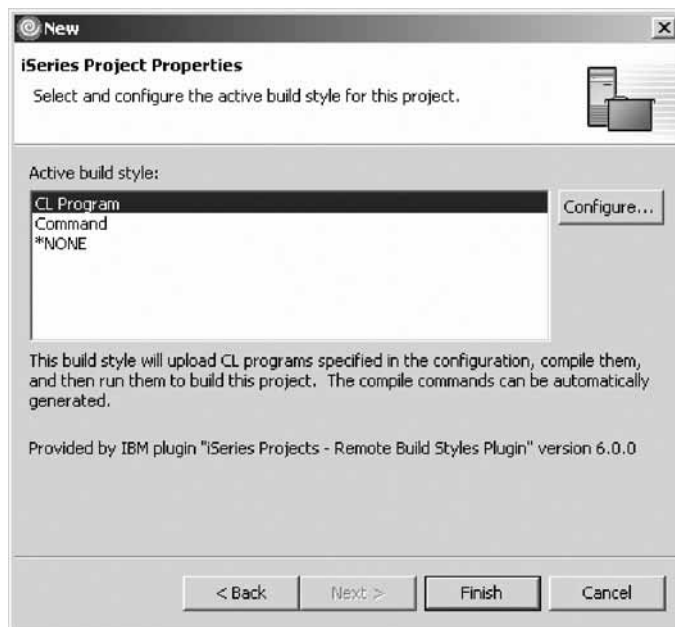 New
iSeries Project Properties
Select and configure the active build style for this project.
Active build style:
CL Program
Configure...
Command
*NONE
This build style will upload CL programs specified in the configuration, compile them,
and then run them to build this project. The compile commands can be automatically
generated.
Provided by IBM plugin "iSeries Projects - Remote Build Styles Plugin" version 6.0.0
< Back
Next >
Finish
Cancel